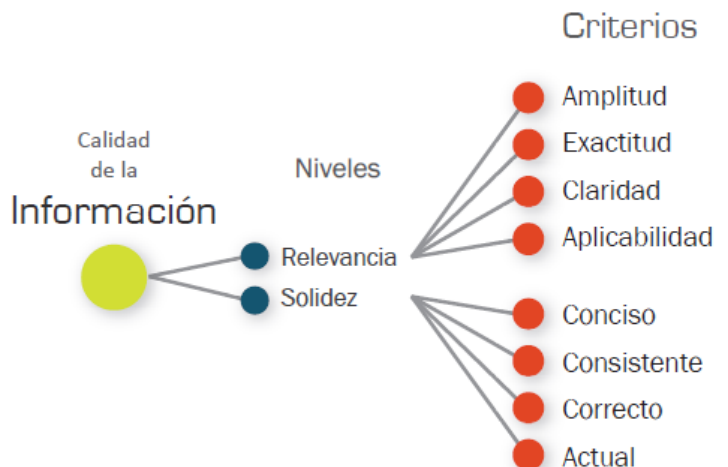 Criterios
Calidad
de la
Información
Niveles
Relevancia
Solidez
Amplitud
Exactitud
Claridad
Aplicabilidad
Conciso
Consistente
Correcto
Actual